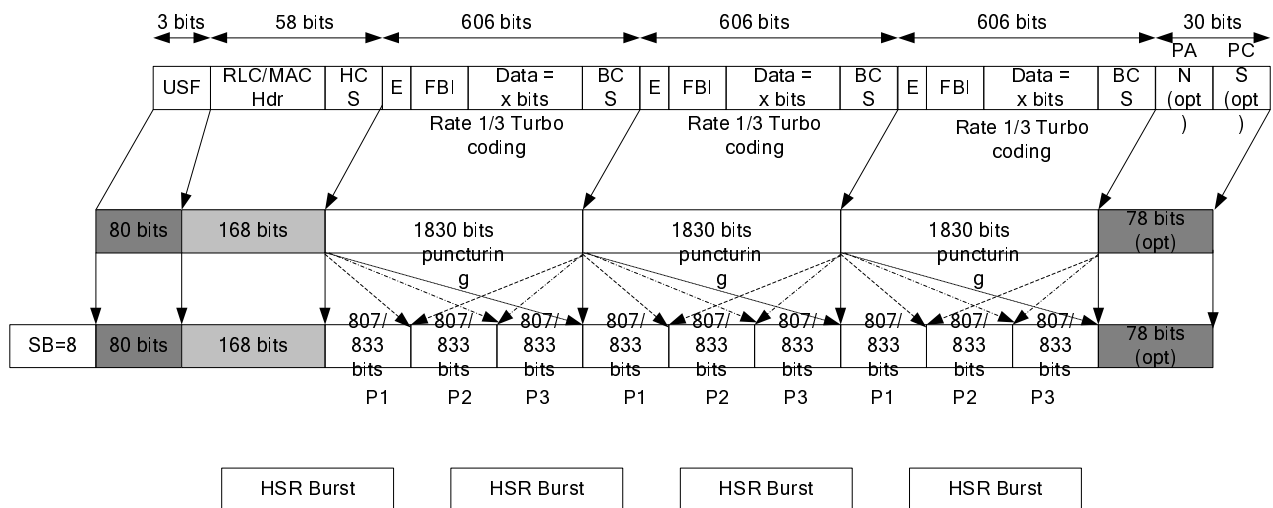 3 bits 58 bits 606 bits 606 bits 606 bits 30 bits
USF
RLC/MAC
Hdr
HC
S
E
FBI
Data =
x bits
BC
S
E
FBI
Data =
x bits
BC
S
E
FBI
Data =
x bits
BC
S
PA
N
(opt
)
PC
S
(opt
)
Rate 1/3 Turbo
coding
Rate 1/3 Turbo
coding
Rate 1/3 Turbo
coding
80 bits
168 bits
1830 bits
puncturin
g
1830 bits
puncturin
g
1830 bits
puncturin
g
78 bits
(opt)
SB=8
80 bits
168 bits
807/
833
bits
807/
833
bits
807/
833
bits
807/
833
bits
807/
833
bits
807/
833
bits
807/
833
bits
807/
833
bits
807/
833
bits
78 bits
(opt)
P1 P2 P3 P1 P2 P3 P1 P2 P3
HSR Burst HSR Burst HSR Burst HSR Burst